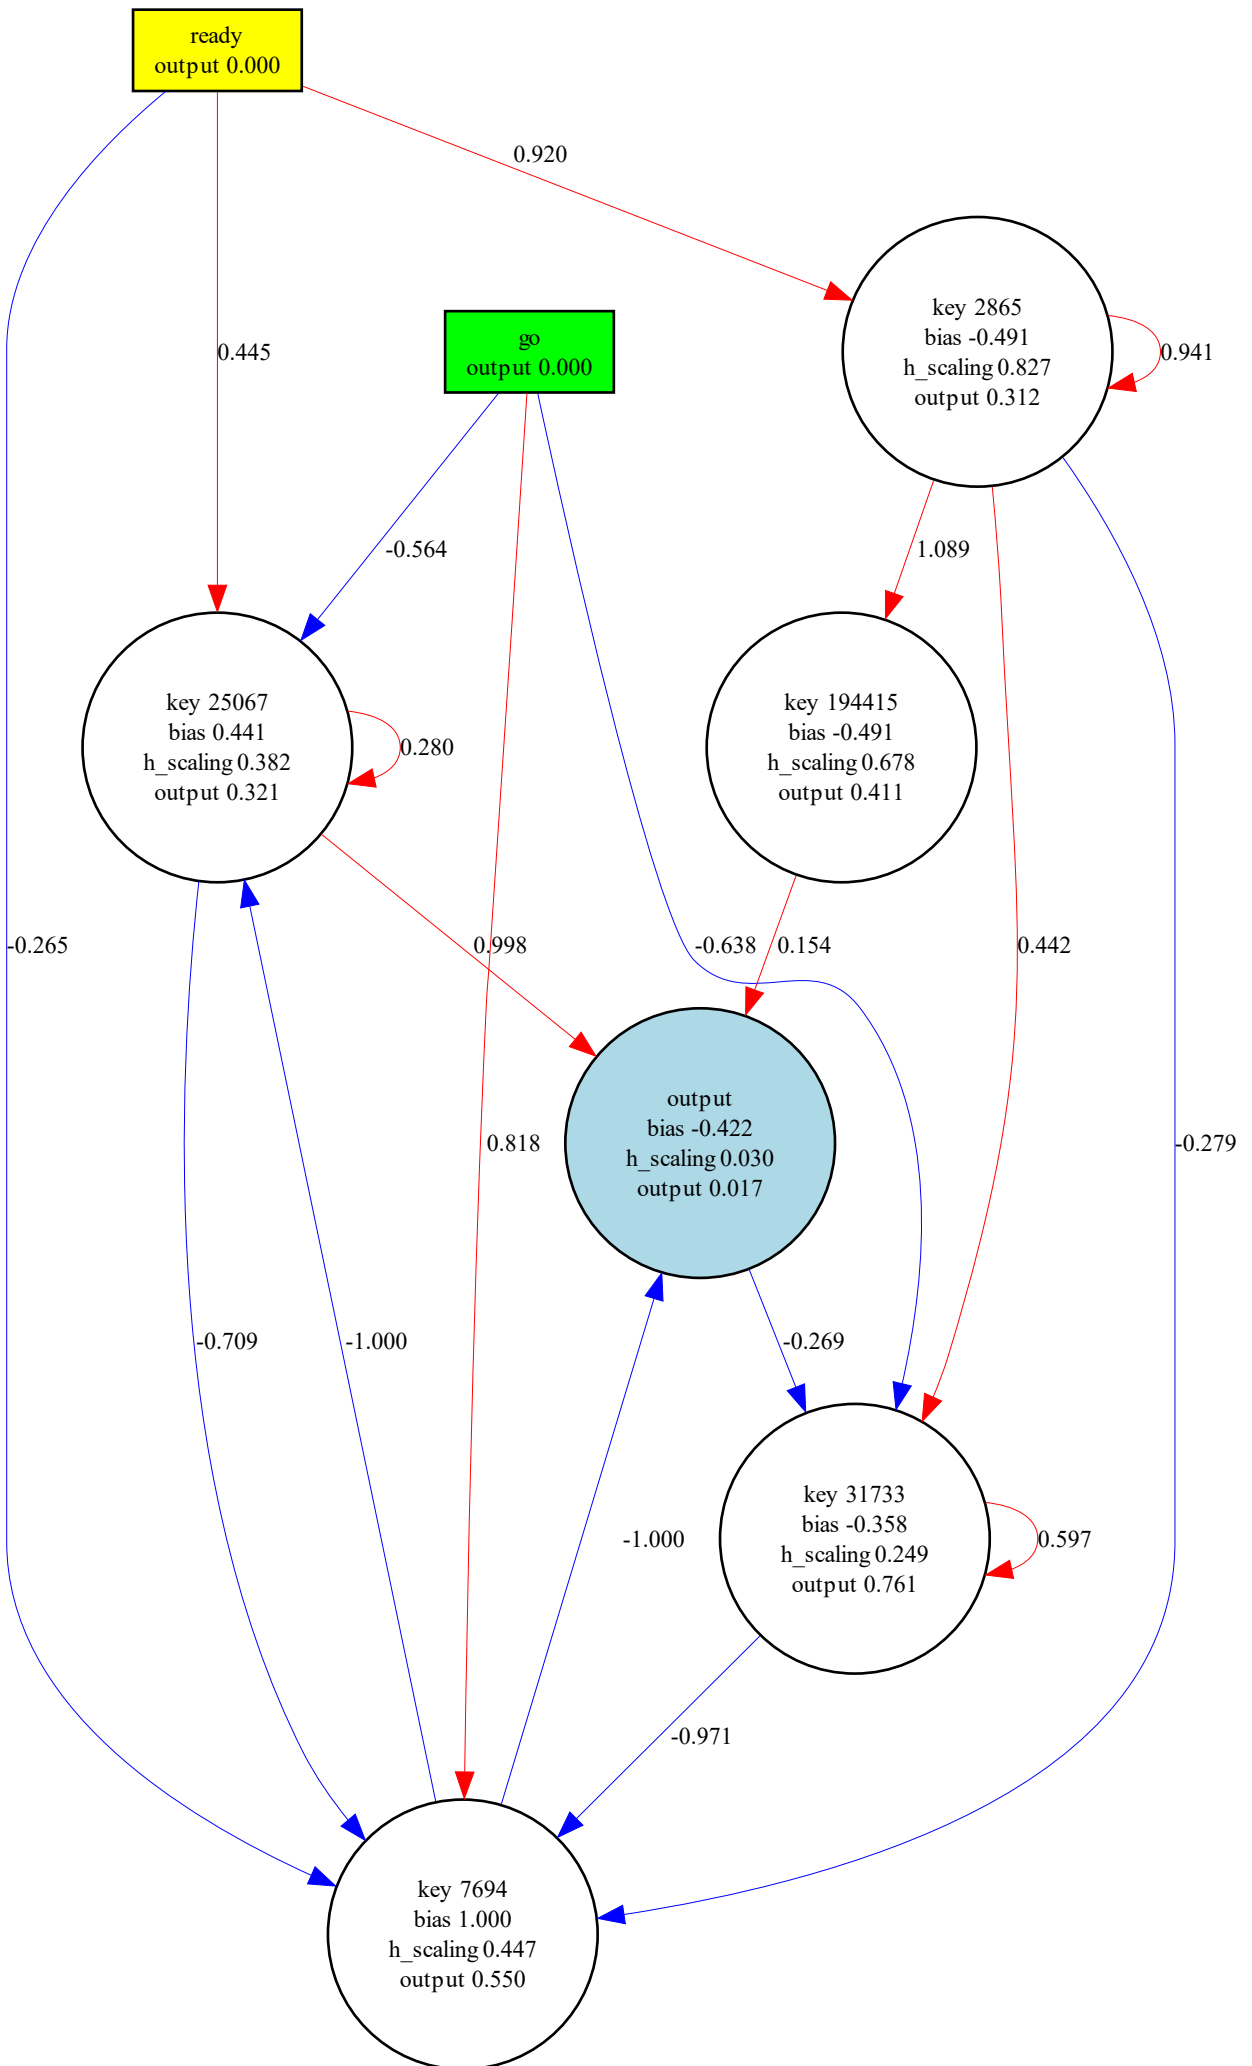 ready
output 0.000
0.920
go
output 0.000
key 2865
bias -0.491
h_scaling 0.827
output 0.312
0.445
0.941
-0.564
1.089
key 25067
bias 0.441
h_scaling 0.382
output 0.321
0.280
key 194415
bias -0.491
h_scaling 0.678
output 0.411
-0.265
0.998
-0.638
0.154
0.442
output
bias -0.422
h_scaling 0.030
output 0.017
0.818
-0.279
-0.709
-1.000
-0.269
key 31733
bias -0.358
h_scaling 0.249
output 0.761
-1.000
0.597
-0.971
key 7694
bias 1.000
h_scaling 0.447
output 0.550